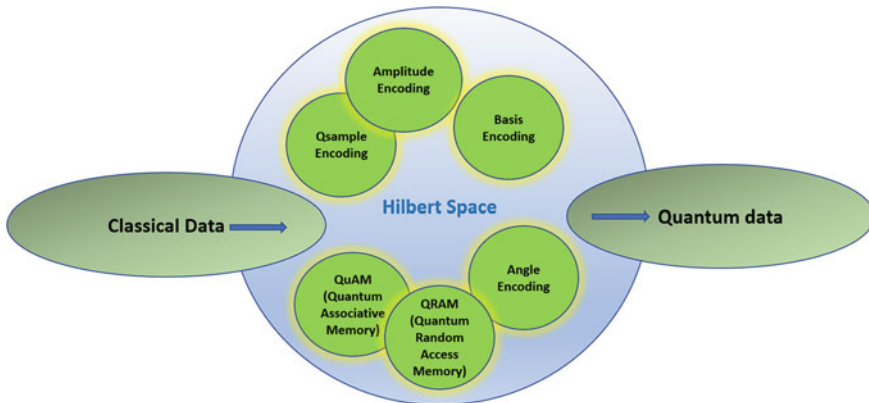 Amplitude
Encoding
Qsample
Encoding
Basis
Encoding
Hilbert Space
Classical Data
Quantum data
QuAM
(Quantum
Associative
Memory)
QRAM
(Quantum
Random
Access
Memory)
Angle
Encoding